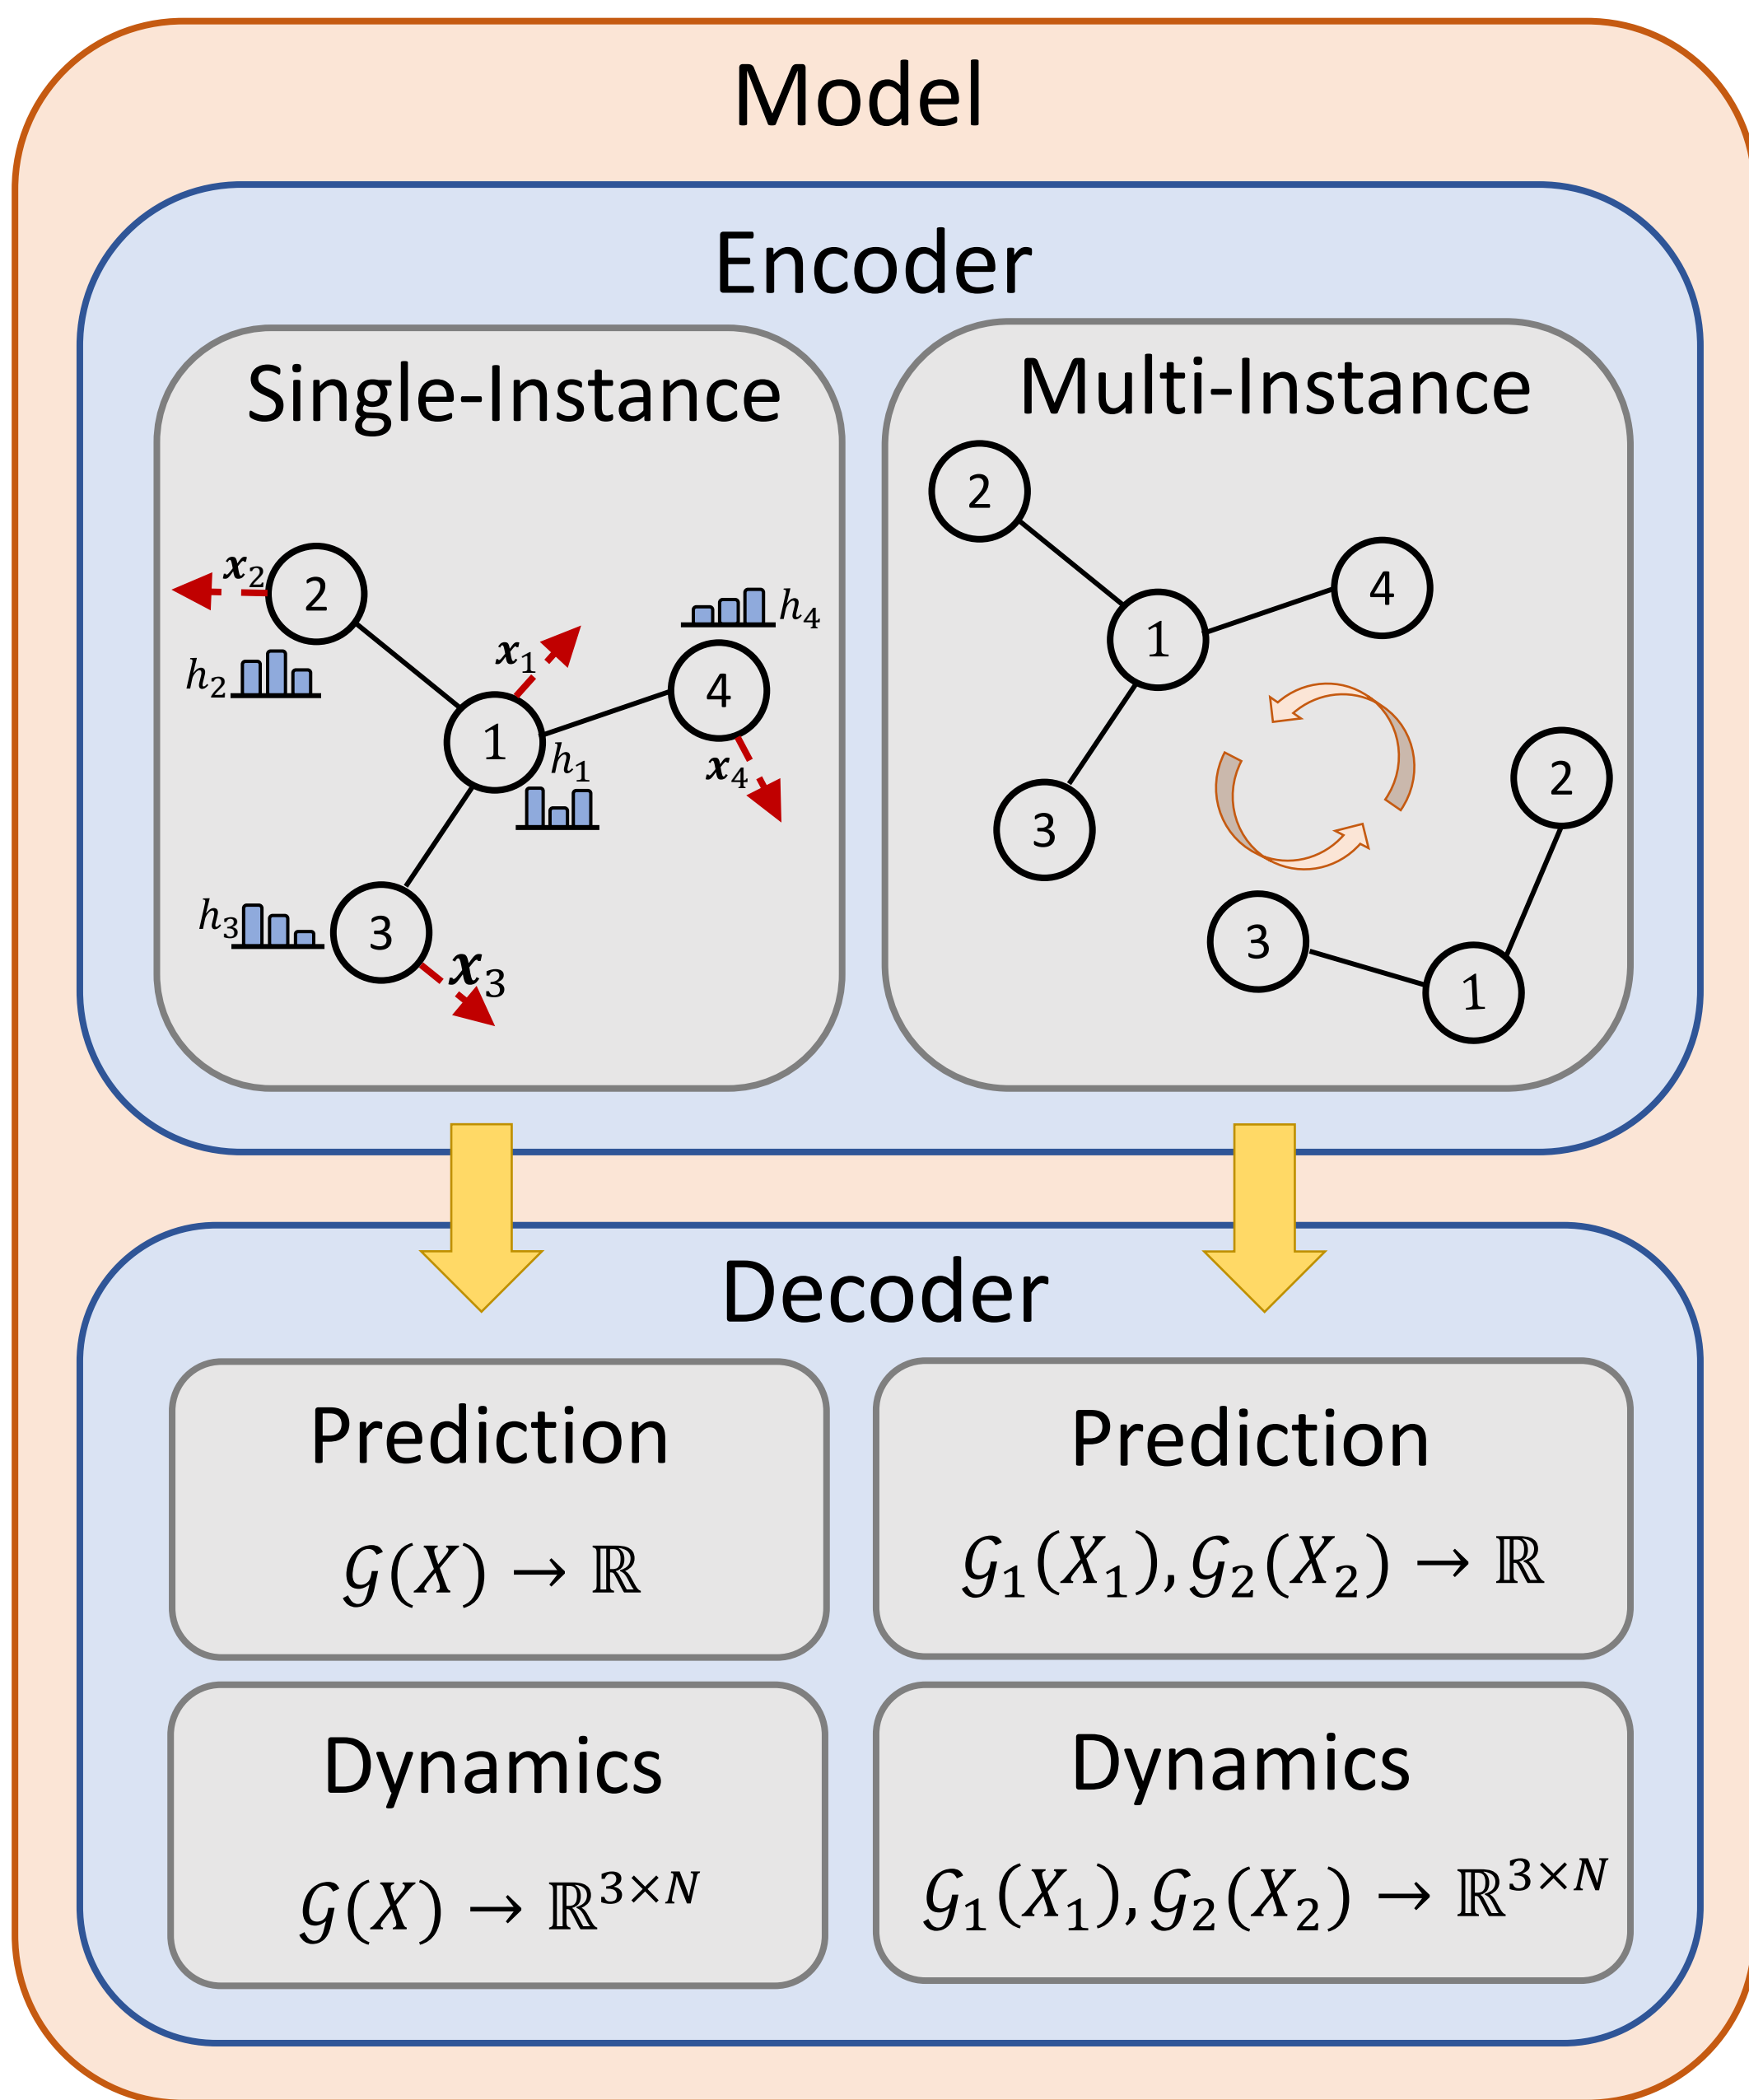 Model
Encoder
Single-Instance
x₂
2
h₂
x₁
h₄
4
1
h₁
x₄
h₃
3
x₃
Multi-Instance
2
4
1
3
2
3
1
Decoder
Prediction
𝒢(X) → ℝ
Prediction
𝒢₁(X₁), 𝒢₂(X₂) → ℝ
Dynamics
𝒢(X) → ℝ³ˣᴺ
Dynamics
𝒢₁(X₁), 𝒢₂(X₂) → ℝ³ˣᴺ